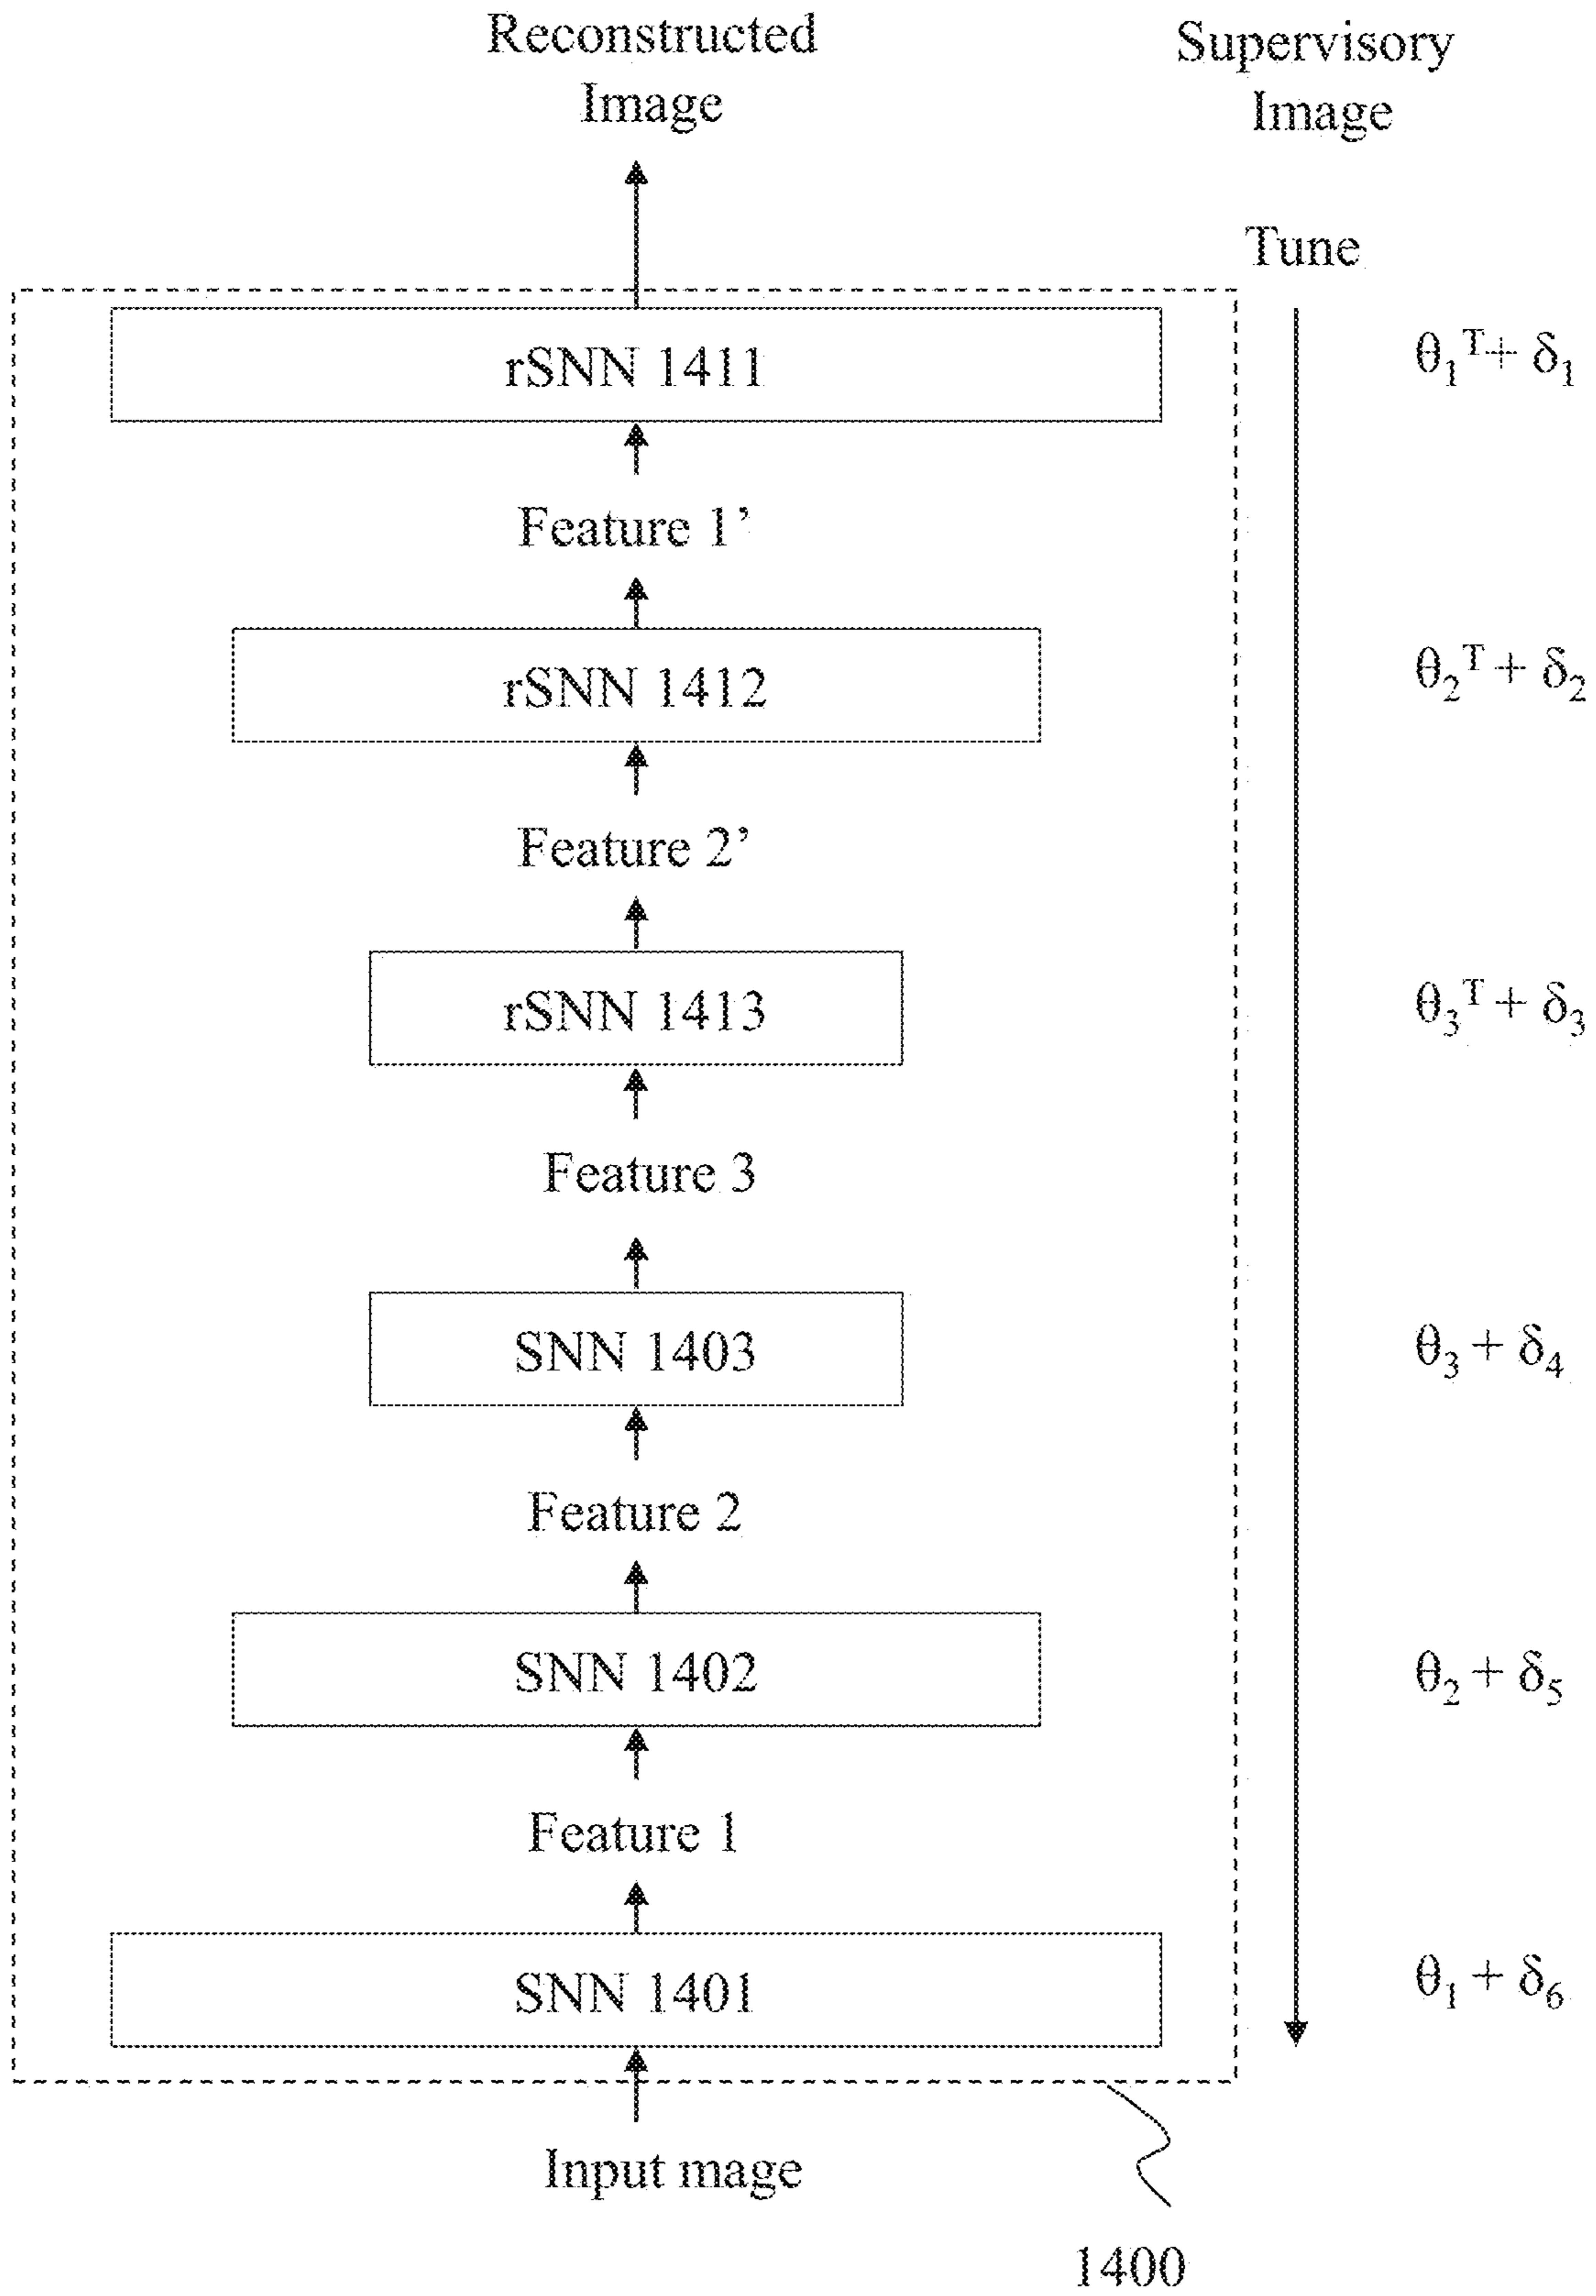 Reconstructed
Image
Supervisory
Image
Tune
rSNN 1411
θ₁ᵀ + δ₁
Feature 1’
rSNN 1412
θ₂ᵀ + δ₂
Feature 2’
rSNN 1413
θ₃ᵀ + δ₃
Feature 3
SNN 1403
θ₃ + δ₄
Feature 2
SNN 1402
θ₂ + δ₅
Feature 1
SNN 1401
θ₁ + δ₆
Input mage
1400